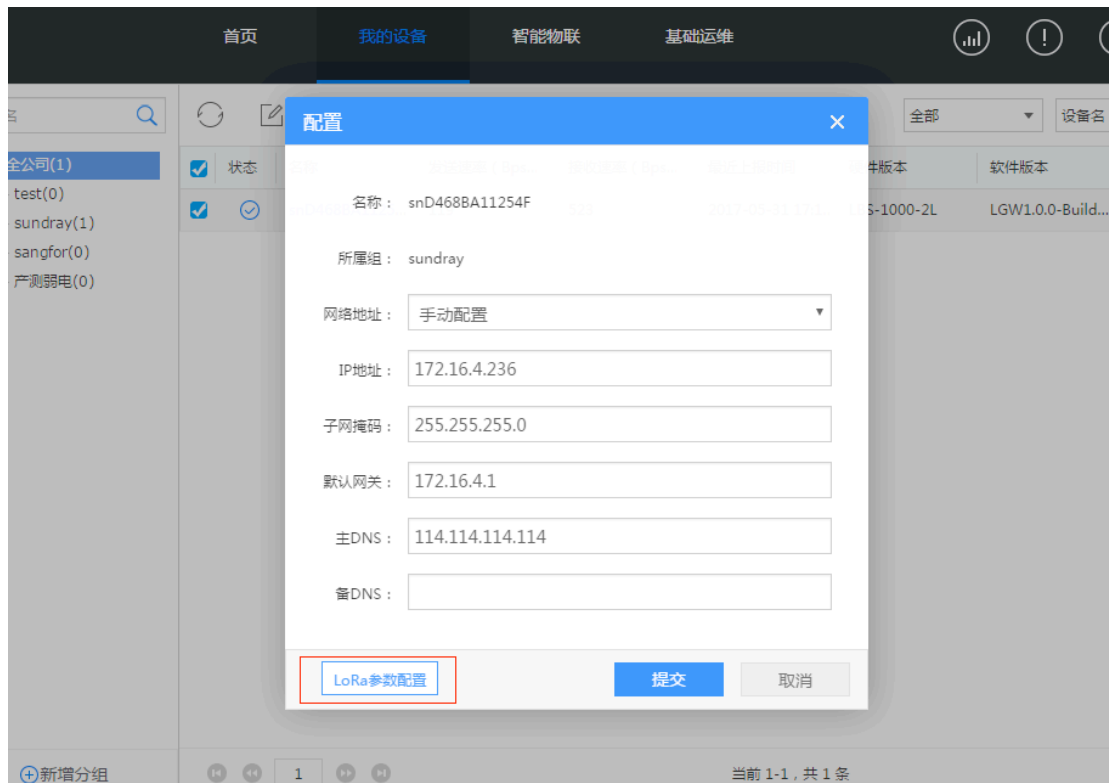 首页 我的设备 智能物联 基础运维
名
全部 设备名
配置
全公司(1)
test(0)
sundray(1)
sangfor(0)
产测弱电(0)
状态 件版本 软件版本
S-1000-2L LGW1.0.0-Build...
名称： snD468BA11254F
所属组： sundray
网络地址： 手动配置
IP地址： 172.16.4.236
子网掩码： 255.255.255.0
默认网关： 172.16.4.1
主DNS： 114.114.114.114
备DNS：
LoRa参数配置 提交 取消
新增分组 1 当前 1-1，共 1 条